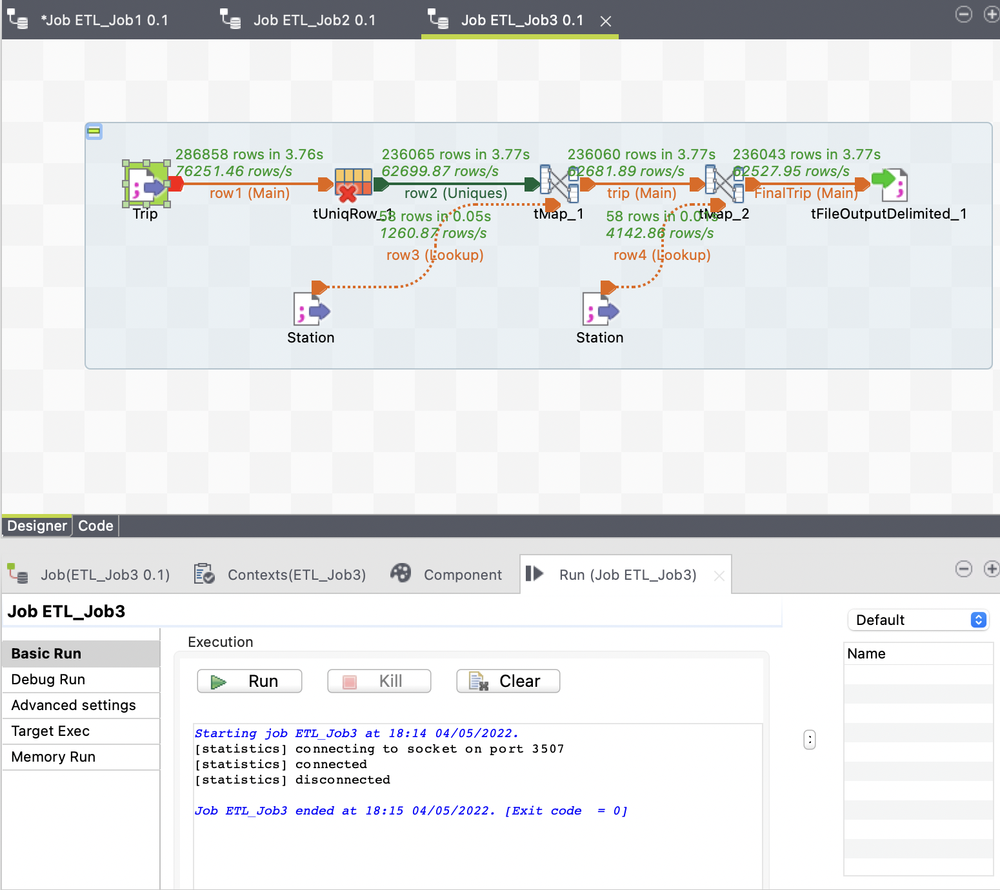 *Job ETL_Job1 0.1
Job ETL_Job2 0.1
Job ETL_Job3 0.1
286858 rows in 3.76s
76251.46 rows/s
row1 (Main)
236065 rows in 3.77s
62699.87 rows/s
row2 (Uniques)
236060 rows in 3.77s
62681.89 rows/s
trip (Main)
236043 rows in 3.77s
62527.95 rows/s
FinalTrip (Main)
Trip
tUniqRow_1
tMap_1
tMap_2
tFileOutputDelimited_1
58 rows in 0.05s
1260.87 rows/s
row3 (Lookup)
58 rows in 0.01s
4142.86 rows/s
row4 (Lookup)
Station
Station
Designer
Code
Job(ETL_Job3 0.1)
Contexts(ETL_Job3)
Component
Run (Job ETL_Job3)
Job ETL_Job3
Default
Basic Run
Debug Run
Advanced settings
Target Exec
Memory Run
Execution
Run
Kill
Clear
Name
Starting job ETL_Job3 at 18:14 04/05/2022.
[statistics] connecting to socket on port 3507
[statistics] connected
[statistics] disconnected
Job ETL_Job3 ended at 18:15 04/05/2022. [Exit code  = 0]